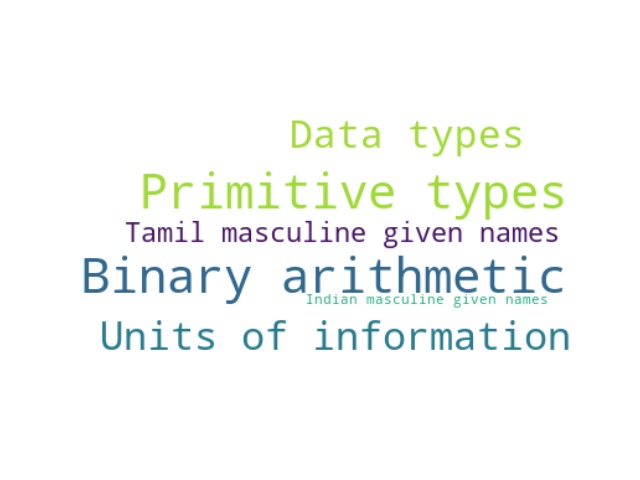 Data types
Primitive types
Tamil masculine given names
Binary arithmetic
Indian masculine given names
Units of information